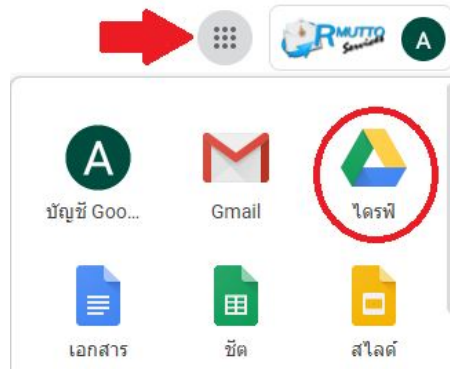 RMUTTO
Services
A
A
บัญชี Goo...
Gmail
ไดรฟ์
เอกสาร
ชีต
สไลด์